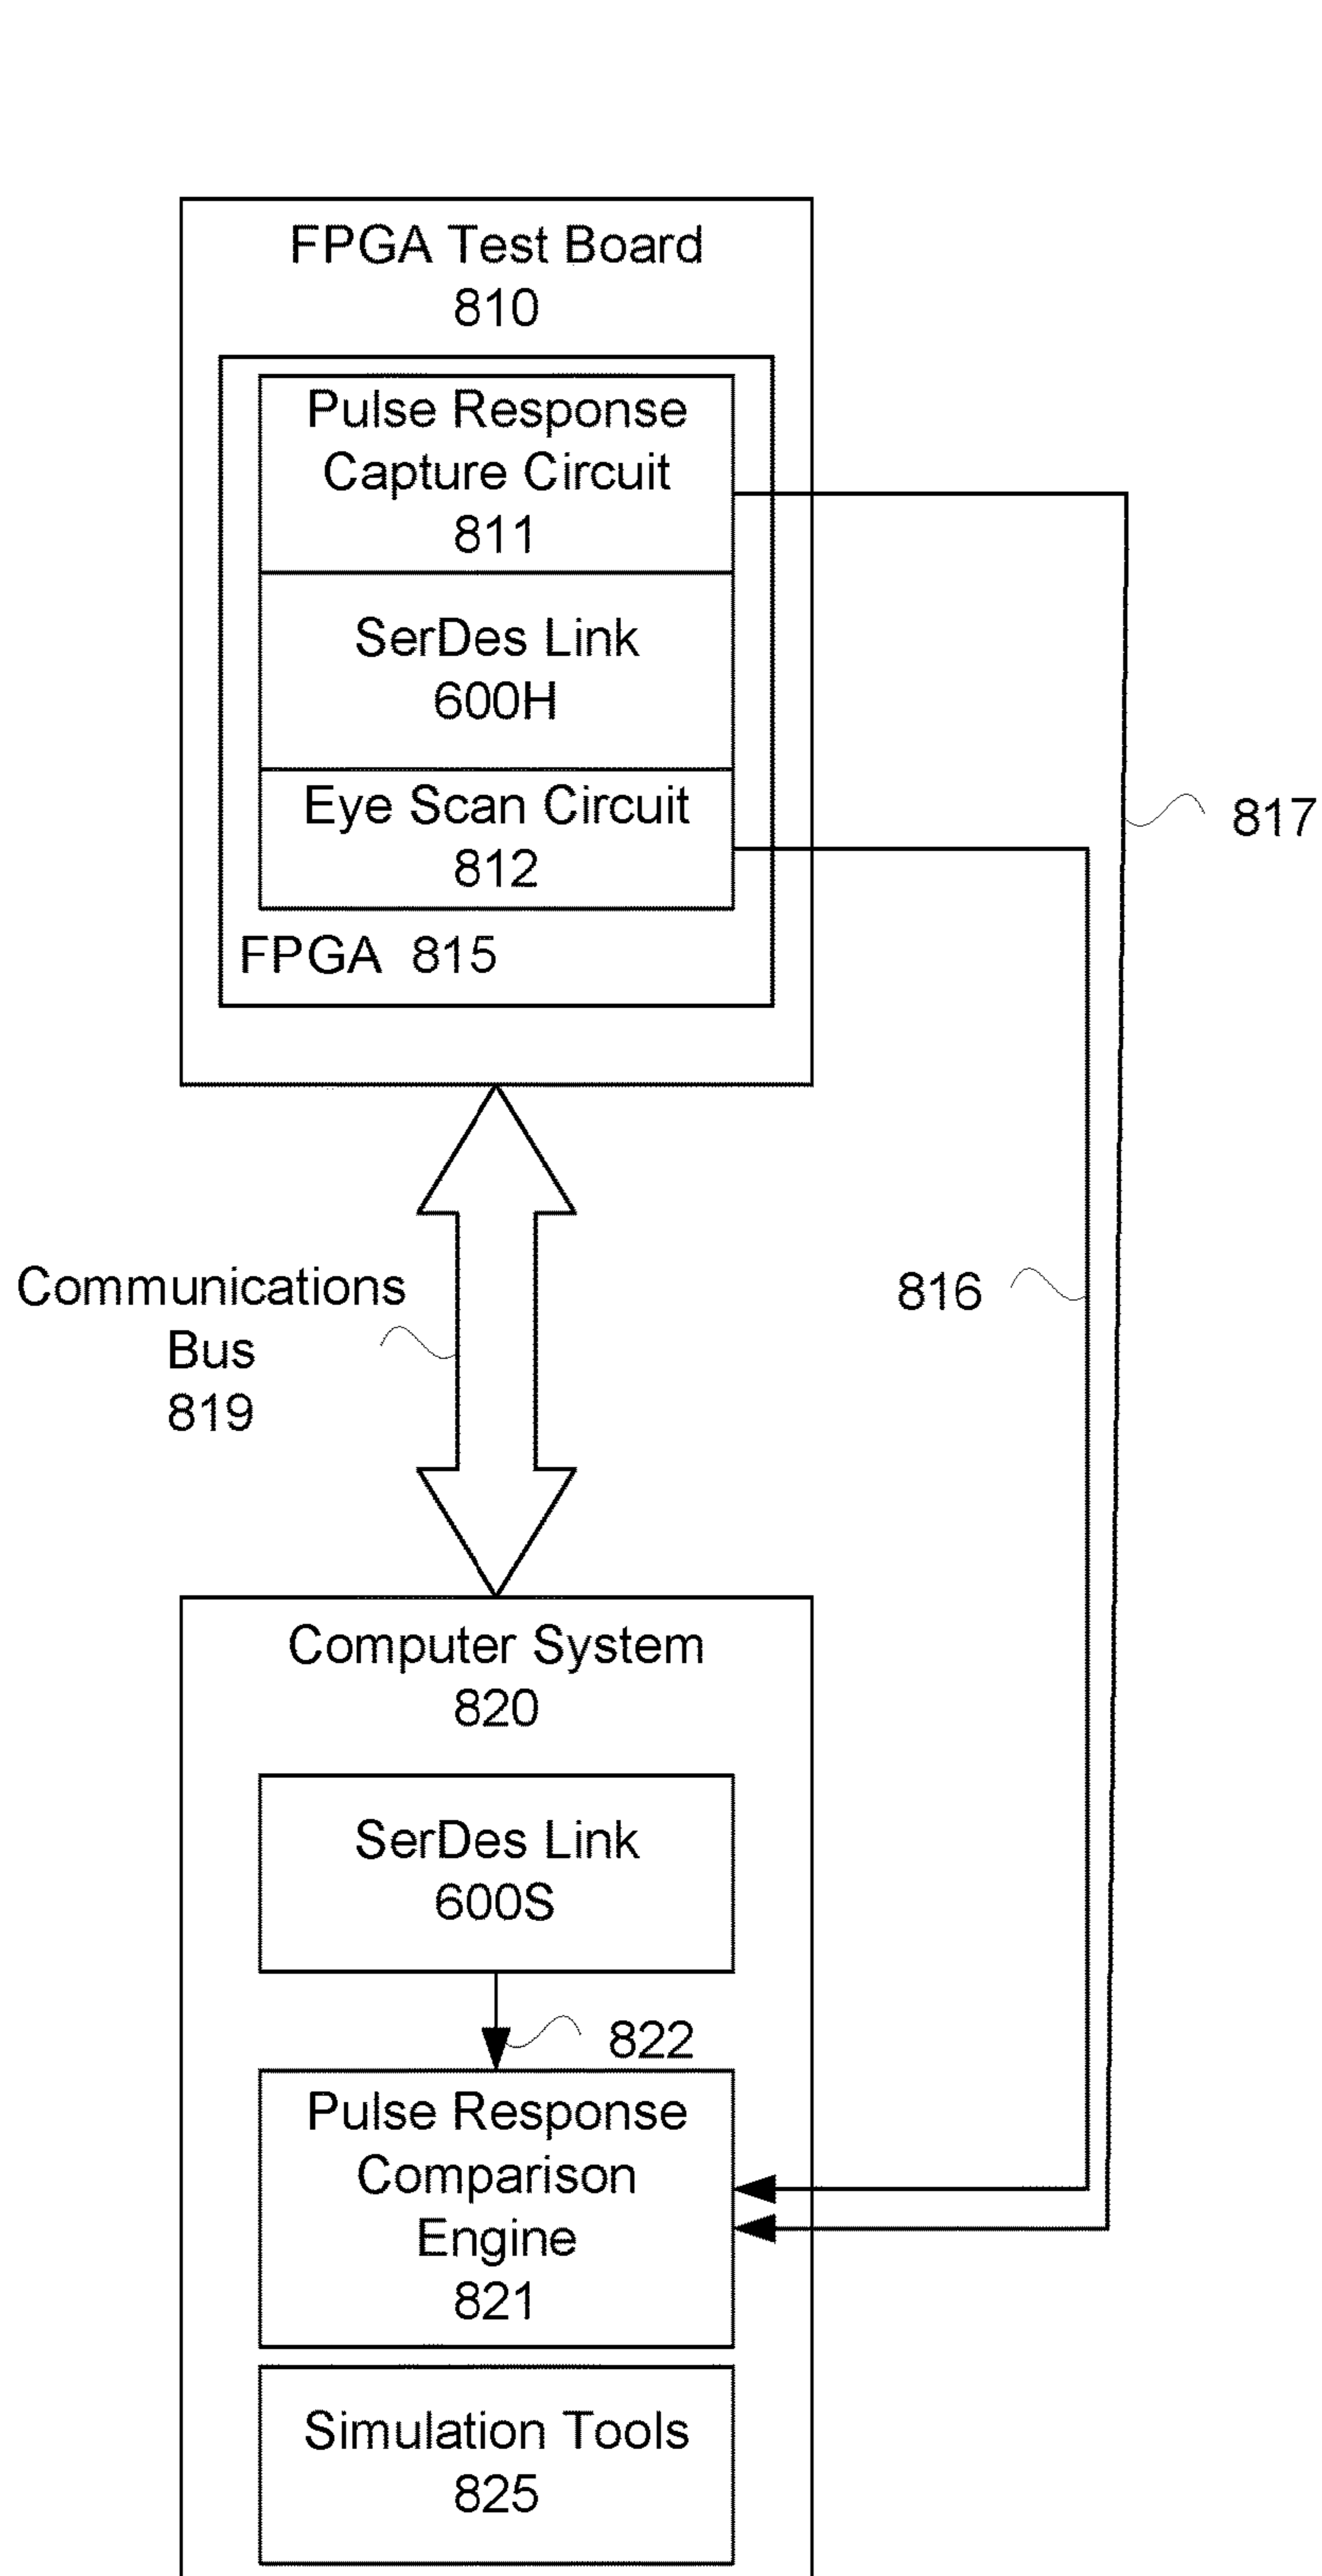 FPGA Test Board
810
Pulse Response
Capture Circuit
811
SerDes Link
600H
Eye Scan Circuit
812
FPGA 815
817
Communications
Bus
819
816
Computer System
820
SerDes Link
600S
822
Pulse Response
Comparison
Engine
821
Simulation Tools
825